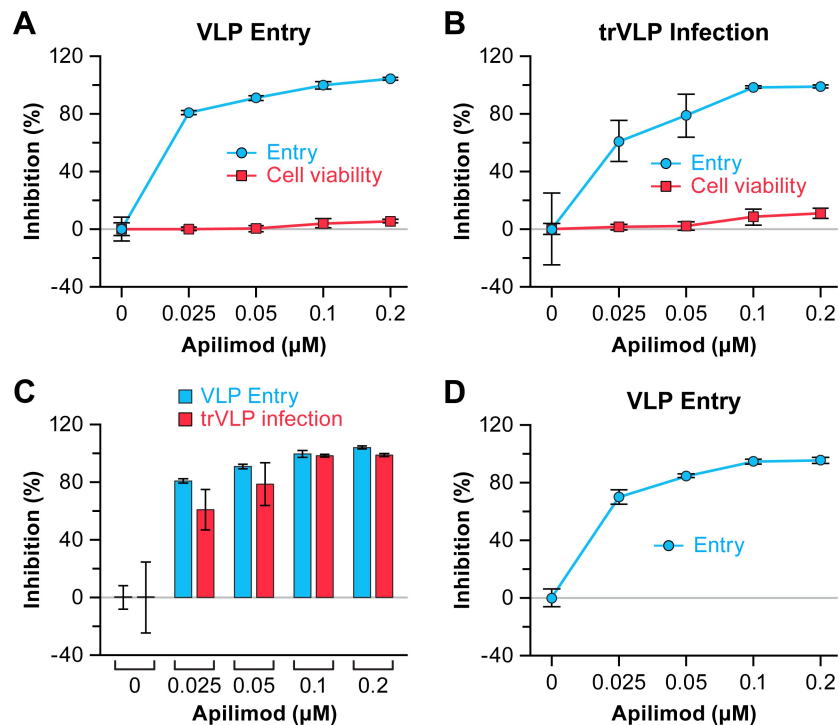 A
VLP Entry
Inhibition (%)
120
80
40
0
-40
Entry
Cell viability
0 0.025 0.05 0.1 0.2
Apilimod (µM)
B
trVLP Infection
Inhibition (%)
120
80
40
0
-40
Entry
Cell viability
0 0.025 0.05 0.1 0.2
Apilimod (µM)
C
VLP Entry
trVLP infection
Inhibition (%)
120
80
40
0
-40
0 0.025 0.05 0.1 0.2
Apilimod (µM)
D
VLP Entry
Inhibition (%)
120
80
40
0
-40
Entry
0 0.025 0.05 0.1 0.2
Apilimod (µM)